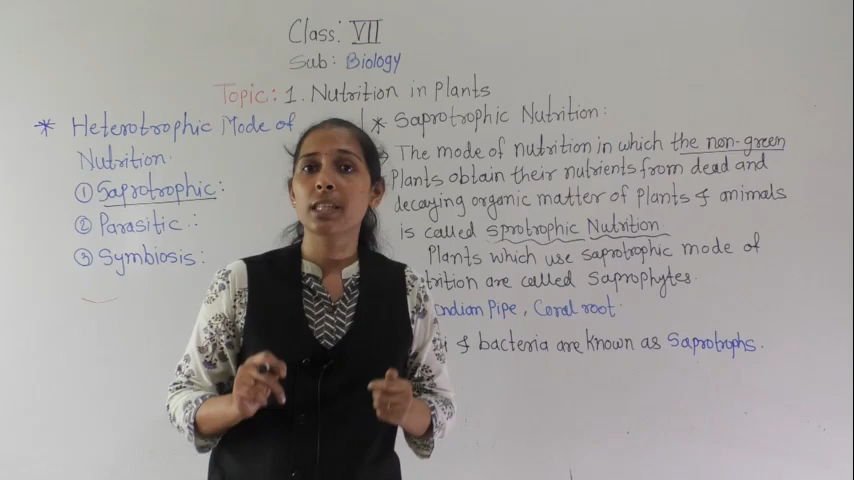 Class: VII
Sub: Biology
Topic: 1. Nutrition in plants
* Heterotrophic Mode of
Nutrition.
① Saprotrophic:
② Parasitic.:
③ Symbiosis:
* Saprotrophic Nutrition:
The mode of nutrition in which the non-green
plants obtain their nutrients from dead and
decaying organic matter of plants & animals
is called sprotrophic Nutrition
Plants which use saprotrophic mode of
trition are called Saprophytes.
ndian Pipe, Coral root.
i & bacteria are known as Saprotrophs.